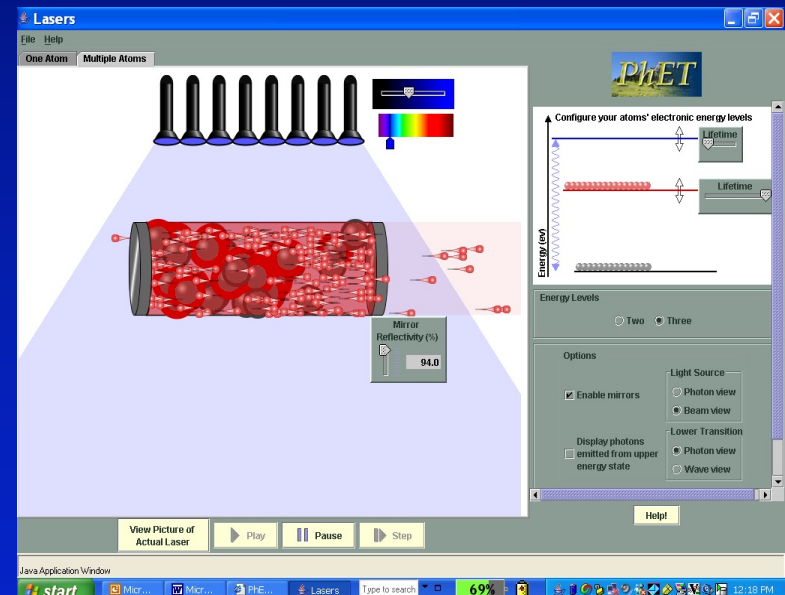 Lasers
File Help
One Atom Multiple Atoms
PhET
Configure your atoms' electronic energy levels
Lifetime
Lifetime
Energy (ev)
Energy Levels
Two Three
Mirror
Reflectivity (%)
94.0
Options
Enable mirrors
Display photons
emitted from upper
energy state
Light Source
Photon view
Beam view
Lower Transition
Photon view
Wave view
Help!
View Picture of
Actual Laser
Play
Pause
Step
Java Application Window
start Micr... Micr... PhE... Lasers Type to search 69% 12:18 PM